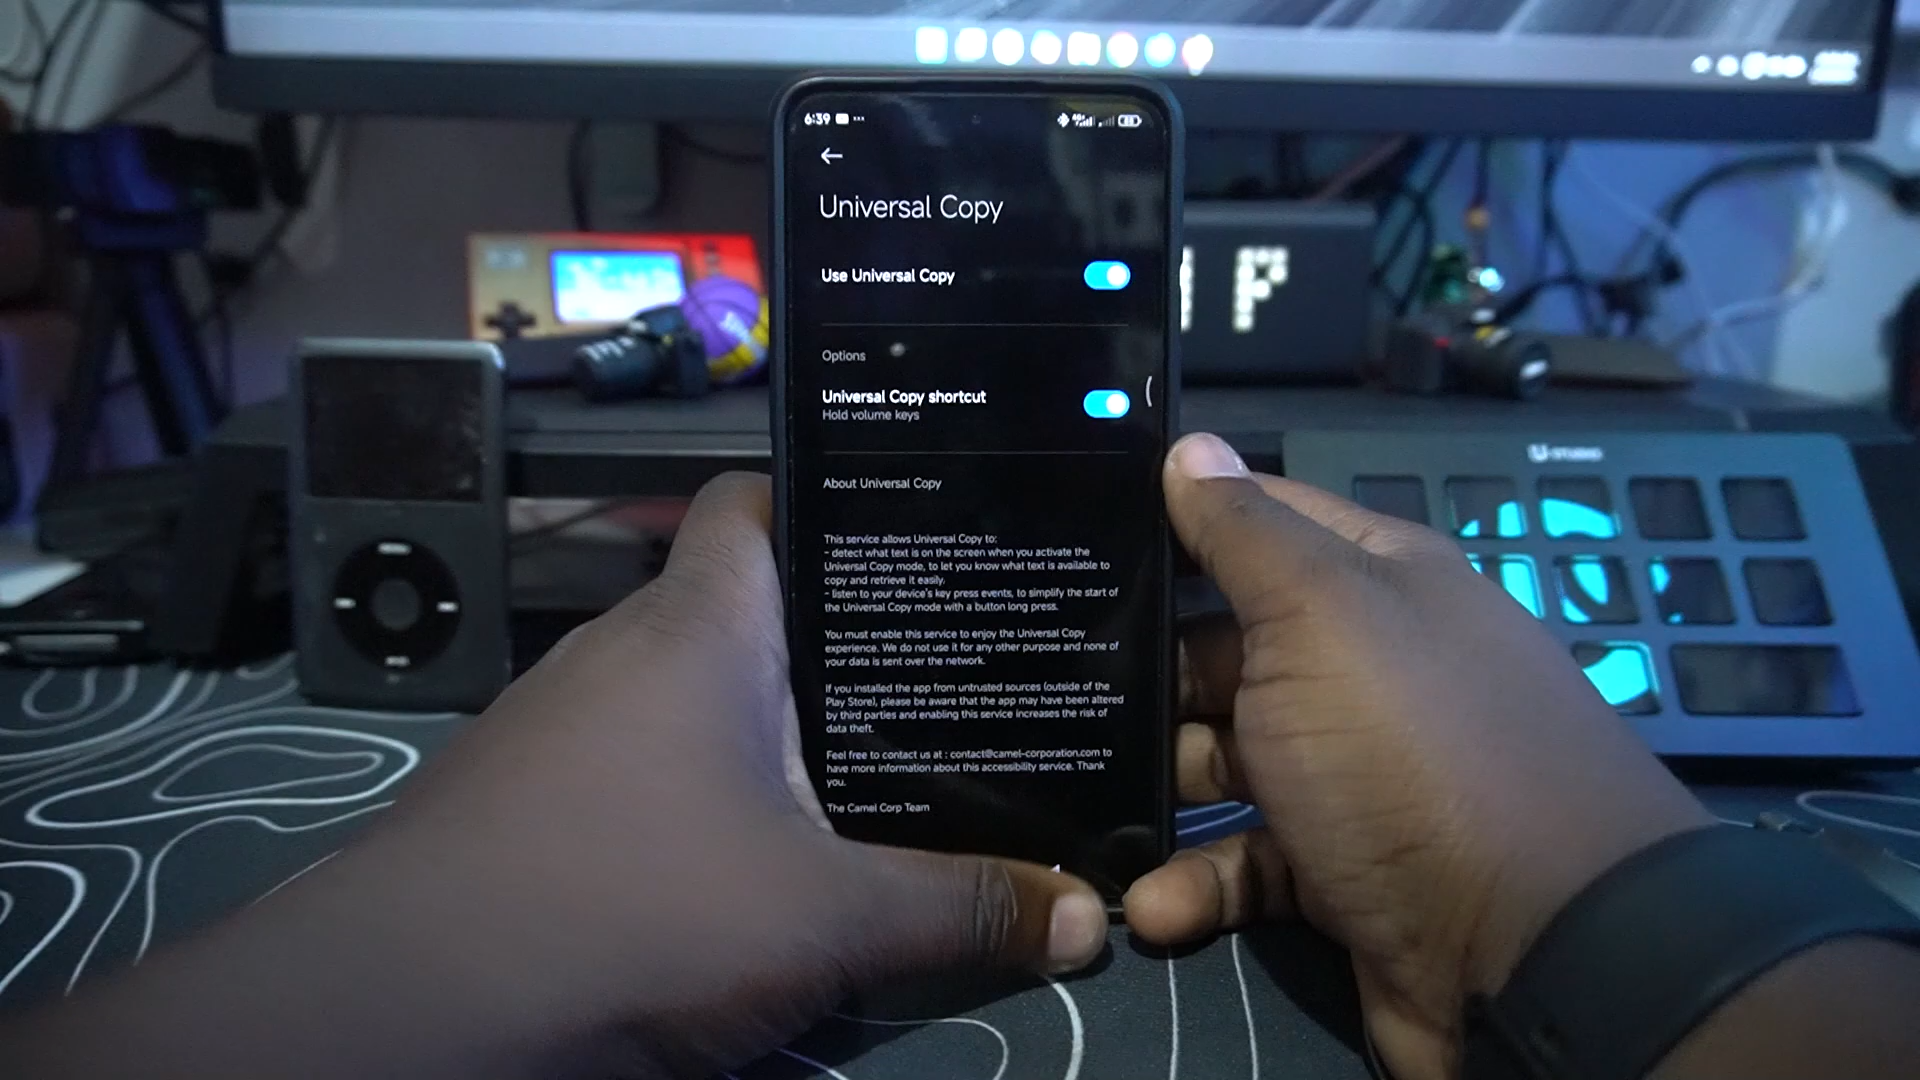 6:39
Universal Copy
Use Universal Copy
Options
Universal Copy shortcut
Hold volume keys
About Universal Copy
This service allows Universal Copy to:
- detect what text is on the screen when you activate the
Universal Copy mode, to let you know what text is available to
copy and retrieve it easily.
- listen to your device's key press events, to simplify the start of
the Universal Copy mode with a button long press.
You must enable this service to enjoy the Universal Copy
experience. We do not use it for any other purpose and none of
your data is sent over the network.
If you installed the app from untrusted sources (outside of the
Play Store), please be aware that the app may have been altered
by third parties and enabling this service increases the risk of
data theft.
Feel free to contact us at : contact@camel-corporation.com to
have more information about this accessibility service. Thank
you.
The Camel Corp Team
P
MENU